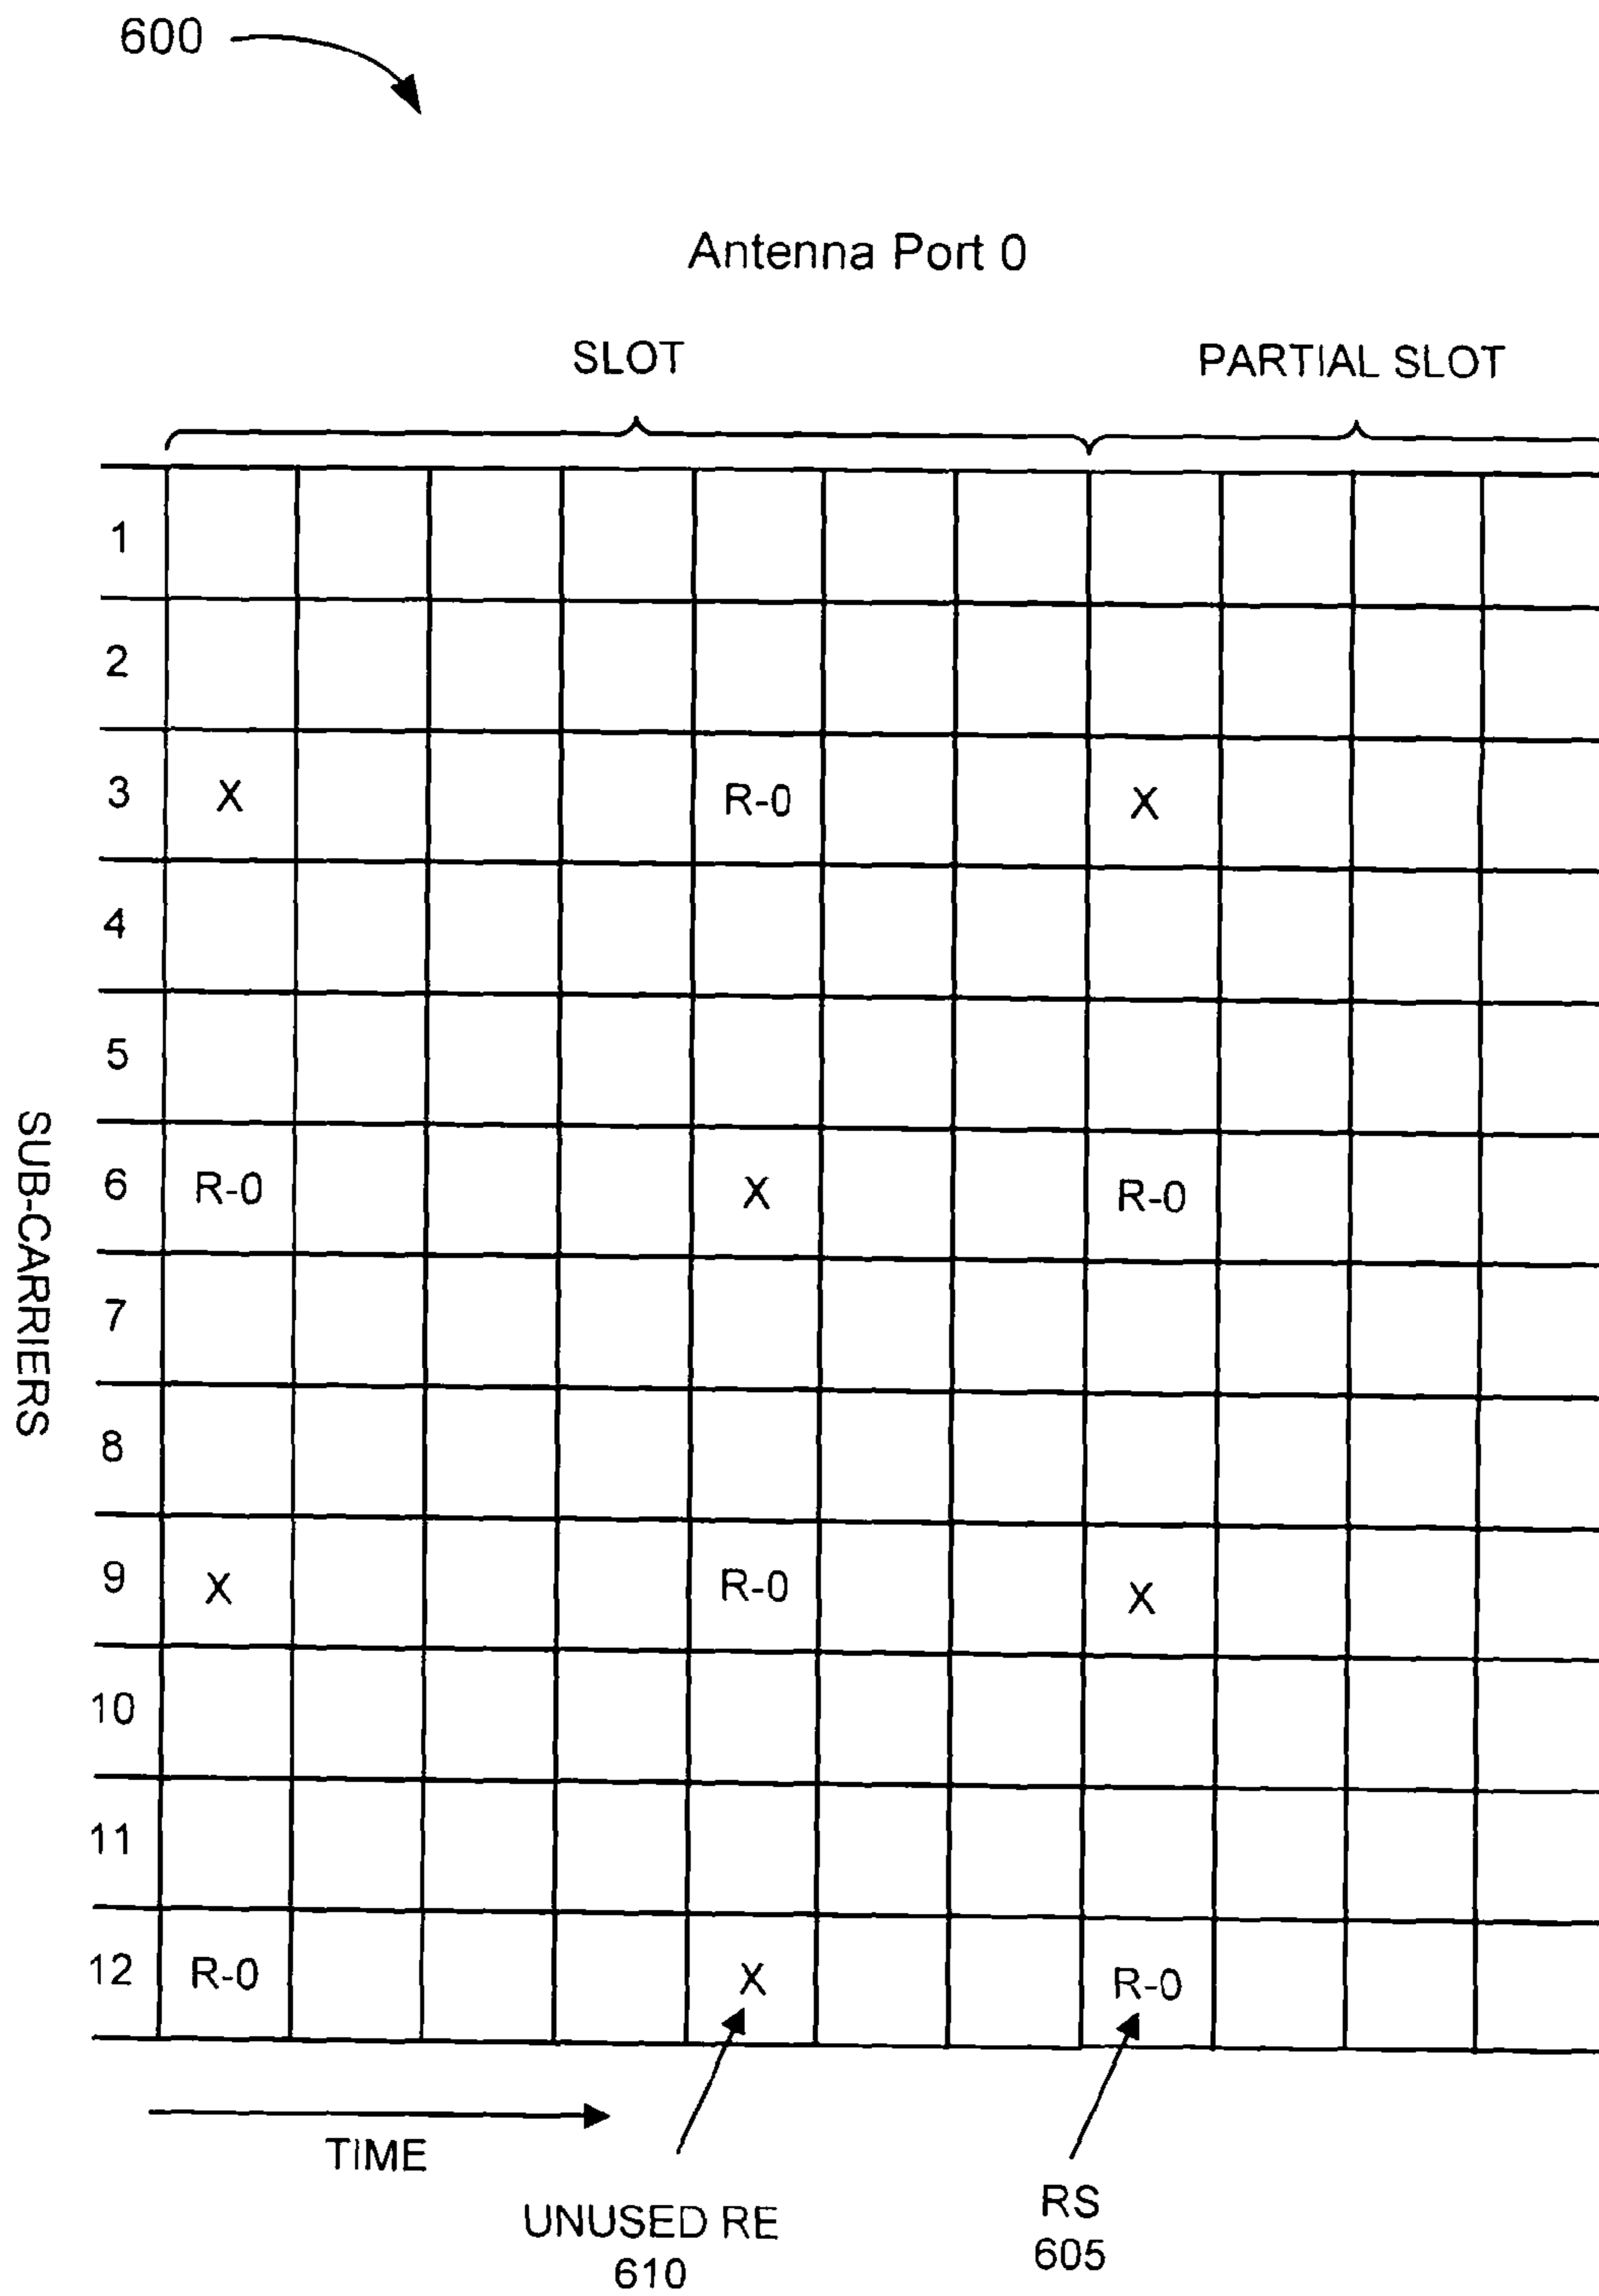 600
Antenna Port 0
SLOT
PARTIAL SLOT
SUB-CARRIERS
1
2
3 X R-0 X
4
5
6 R-0 X R-0
7
8
9 X R-0 X
10
11
12 R-0 X R-0
TIME
UNUSED RE
610
RS
605